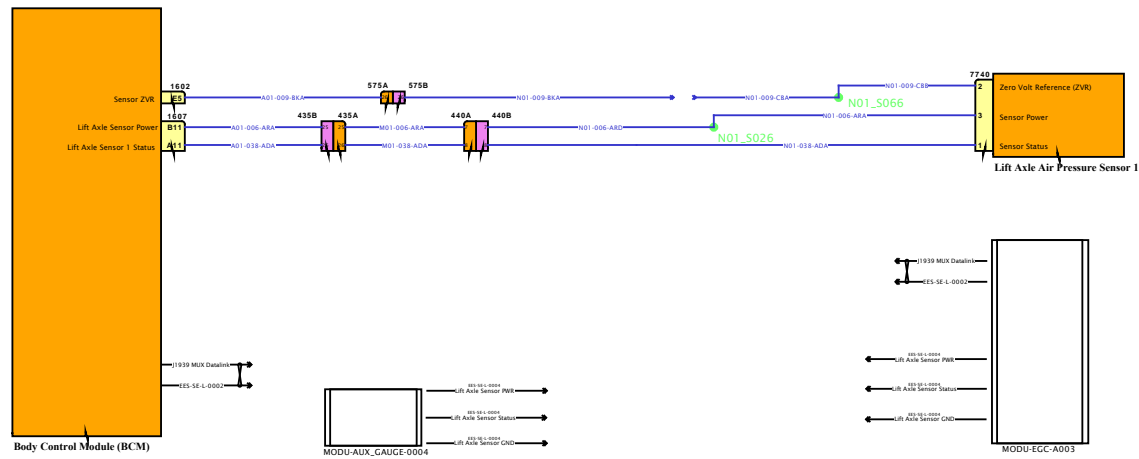 1602
575A 575B
7740
E5
Sensor ZVR
A01-009-BKA
N01-009-BKA
N01-009-CBA
N01-009-CBB
N01_S066
2
Zero Volt Reference (ZVR)
1607
435B 435A
440A 440B
Lift Axle Sensor Power
B11
A01-006-ARA
25
25
M01-006-ARA
N01-006-ARD
N01_S026
N01-006-ARA
3
Sensor Power
Lift Axle Sensor 1 Status
A11
A01-038-ADA
M01-038-ADA
N01-038-ADA
1
Sensor Status
Lift Axle Air Pressure Sensor 1
J1939 MUX Datalink
EES-SE-L-0002
J1939 MUX Datalink
EES-SE-L-0002
Body Control Module (BCM)
EES-SE-L-0004
Lift Axle Sensor PWR
EES-SE-L-0004
Lift Axle Sensor Status
EES-SE-L-0004
Lift Axle Sensor GND
MODU-AUX_GAUGE-0004
EES-SE-L-0004
Lift Axle Sensor PWR
EES-SE-L-0004
Lift Axle Sensor Status
EES-SE-L-0004
Lift Axle Sensor GND
MODU-EGC-A003